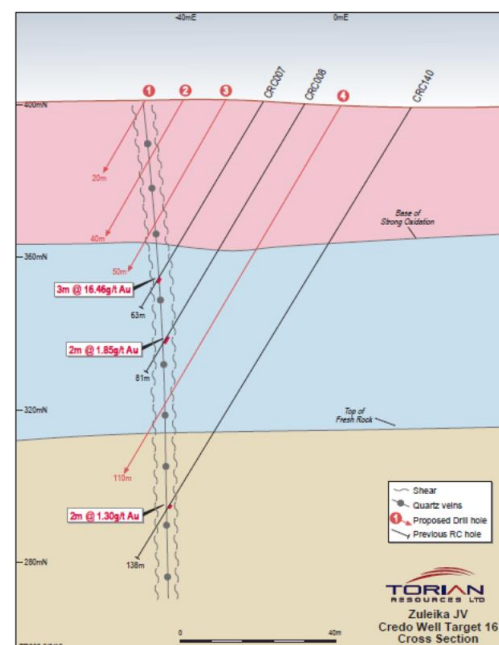 -40mE
0mE
CRC007
CRC008
CRC140
400mN
1
2
3
4
20m
40m
50m
Base of
Strong Oxidation
360mN
3m @ 16.46g/t Au
63m
2m @ 1.85g/t Au
81m
320mN
Top of
Fresh Rock
110m
2m @ 1.30g/t Au
138m
280mN
Shear
Quartz veins
1 Proposed Drill hole
Previous RC hole
TORIAN
RESOURCES LTD
Zuleika JV
Credo Well Target 16
Cross Section
0
40m